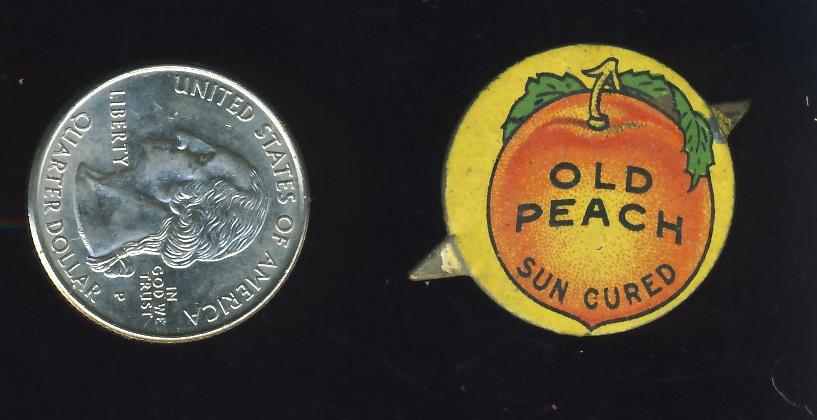 UNITED STATES OF AMERICA
LIBERTY
IN
GOD WE
TRUST
P
QUARTER DOLLAR
OLD
PEACH
SUN CURED